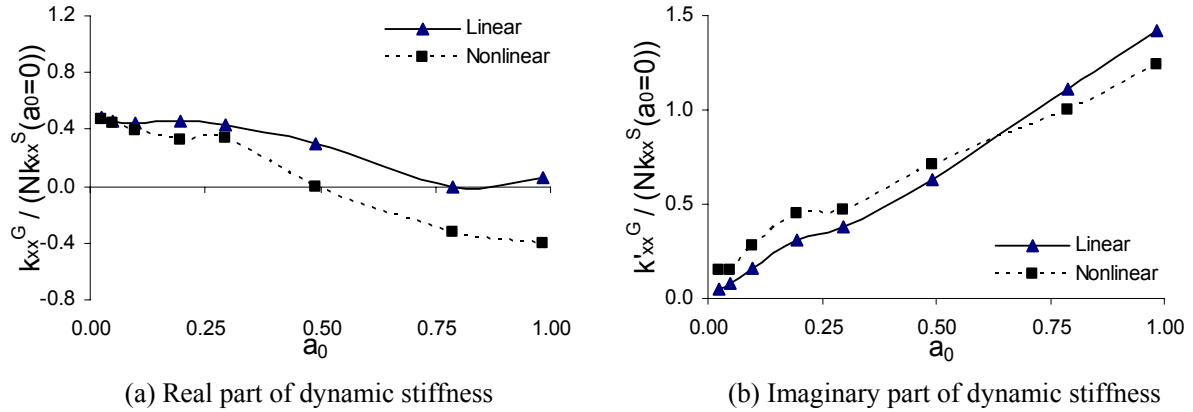 1.2
0.8
0.4
0.0
-0.4
-0.8
kxxG / (NkxxS(a0=0))
Linear
Nonlinear
0.00
0.25
0.50
0.75
1.00
a0
(a) Real part of dynamic stiffness
1.5
1.0
0.5
0.0
k'xxG / (NkxxS(a0=0))
Linear
Nonlinear
0.00
0.25
0.50
0.75
1.00
a0
(b) Imaginary part of dynamic stiffness